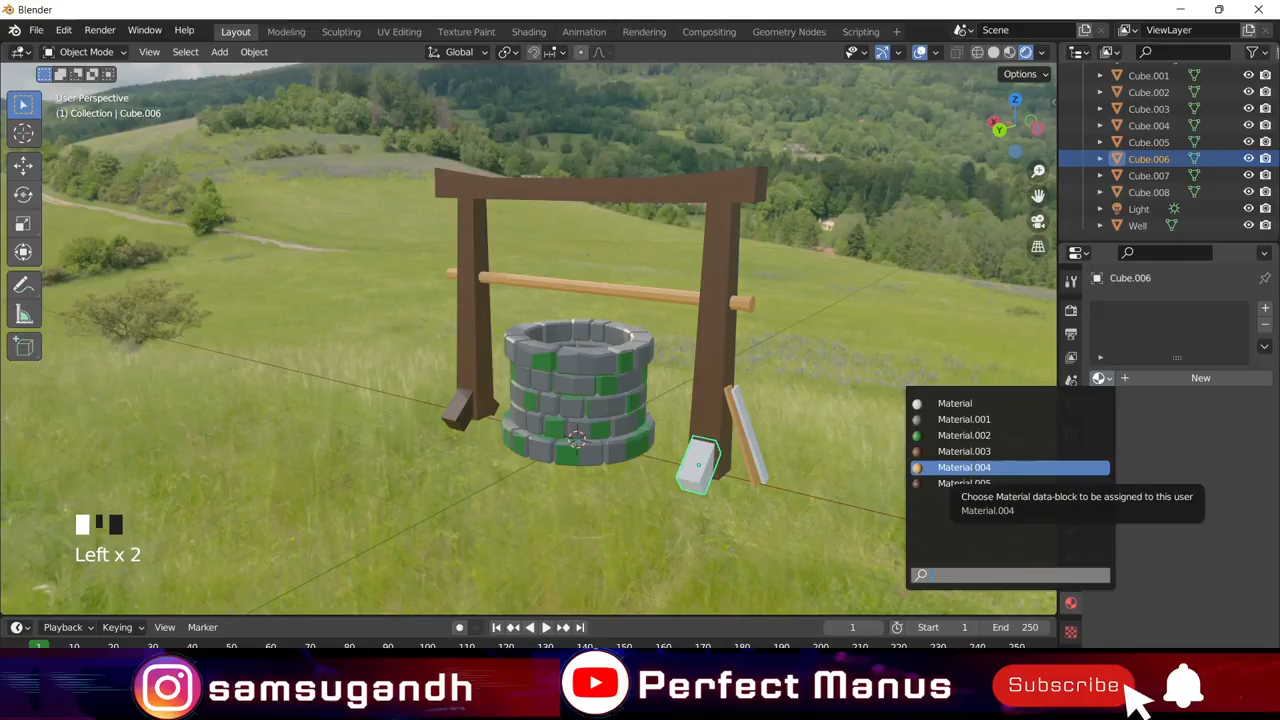 Blender
File Edit Render Window Help Layout Modeling Sculpting UV Editing Texture Paint Shading Animation Rendering Compositing Geometry Nodes Scripting + Scene ViewLayer
Object Mode View Select Add Object Global
Options
User Perspective
(1) Collection | Cube.006
Z
X
Y
Cube.001
Cube.002
Cube.003
Cube.004
Cube.005
Cube.006
Cube.007
Cube.008
Light
Well
Cube.006
New
Material
Material.001
Material.002
Material.003
Material.004
Material.005
Choose Material data-block to be assigned to this user
Material.004
Left x 2
Playback Keying View Marker 1 Start 1 End 250
1
samsugandh
Perfect Manus
Subscribe